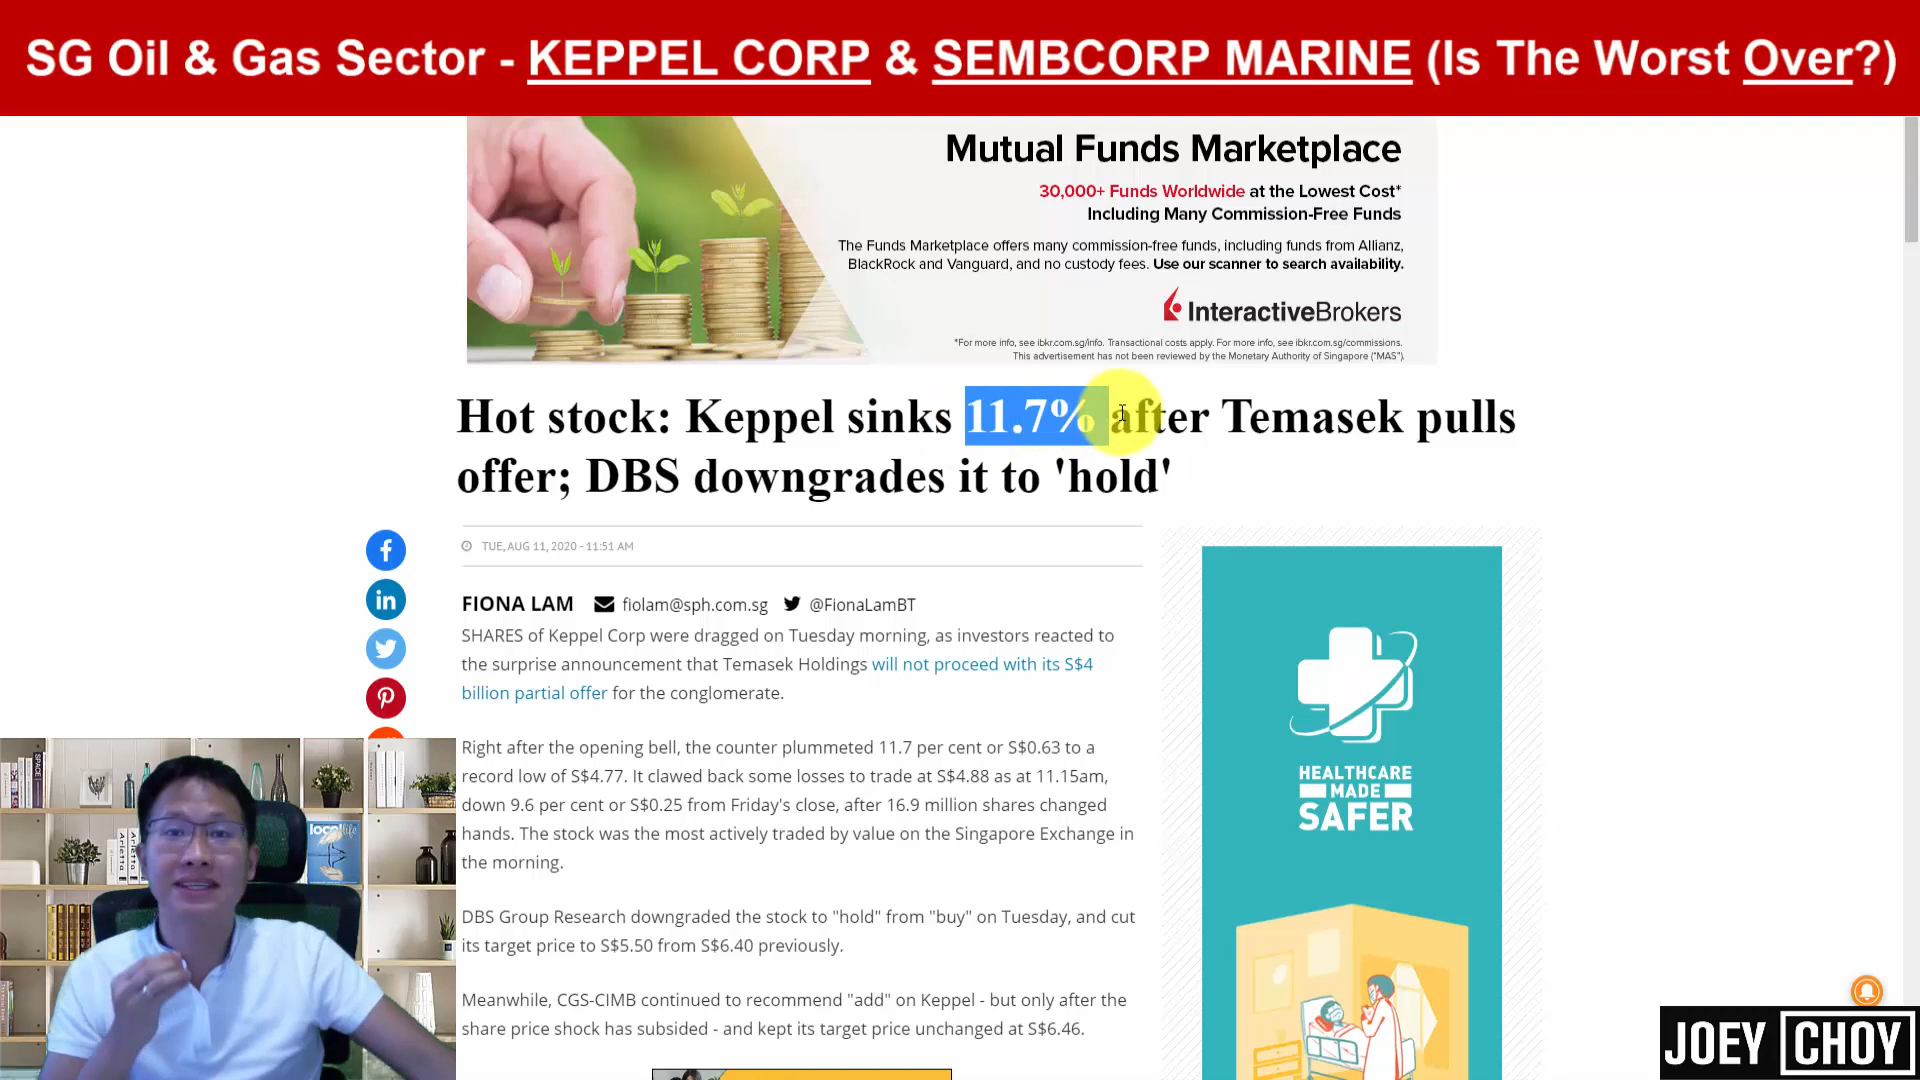 SG Oil & Gas Sector - KEPPEL CORP & SEMBCORP MARINE (Is The Worst Over?)
Mutual Funds Marketplace
30,000+ Funds Worldwide at the Lowest Cost*
Including Many Commission-Free Funds
The Funds Marketplace offers many commission-free funds, including funds from Allianz,
BlackRock and Vanguard, and no custody fees. Use our scanner to search availability.
InteractiveBrokers
*For more info, see ibkr.com.sg/info. Transactional costs apply. For more info, see ibkr.com.sg/commissions.
This advertisement has not been reviewed by the Monetary Authority of Singapore ("MAS").
Hot stock: Keppel sinks 11.7% after Temasek pulls
offer; DBS downgrades it to 'hold'
TUE, AUG 11, 2020 - 11:51 AM
FIONA LAM fiolam@sph.com.sg @FionaLamBT
SHARES of Keppel Corp were dragged on Tuesday morning, as investors reacted to
the surprise announcement that Temasek Holdings will not proceed with its S$4
billion partial offer for the conglomerate.
Right after the opening bell, the counter plummeted 11.7 per cent or S$0.63 to a
record low of S$4.77. It clawed back some losses to trade at S$4.88 as at 11.15am,
down 9.6 per cent or S$0.25 from Friday's close, after 16.9 million shares changed
hands. The stock was the most actively traded by value on the Singapore Exchange in
the morning.
DBS Group Research downgraded the stock to "hold" from "buy" on Tuesday, and cut
its target price to S$5.50 from S$6.40 previously.
Meanwhile, CGS-CIMB continued to recommend "add" on Keppel - but only after the
share price shock has subsided - and kept its target price unchanged at S$6.46.
HEALTHCARE
MADE
SAFER
SPACE
Arletta
Arletta
local life
JOEY CHOY